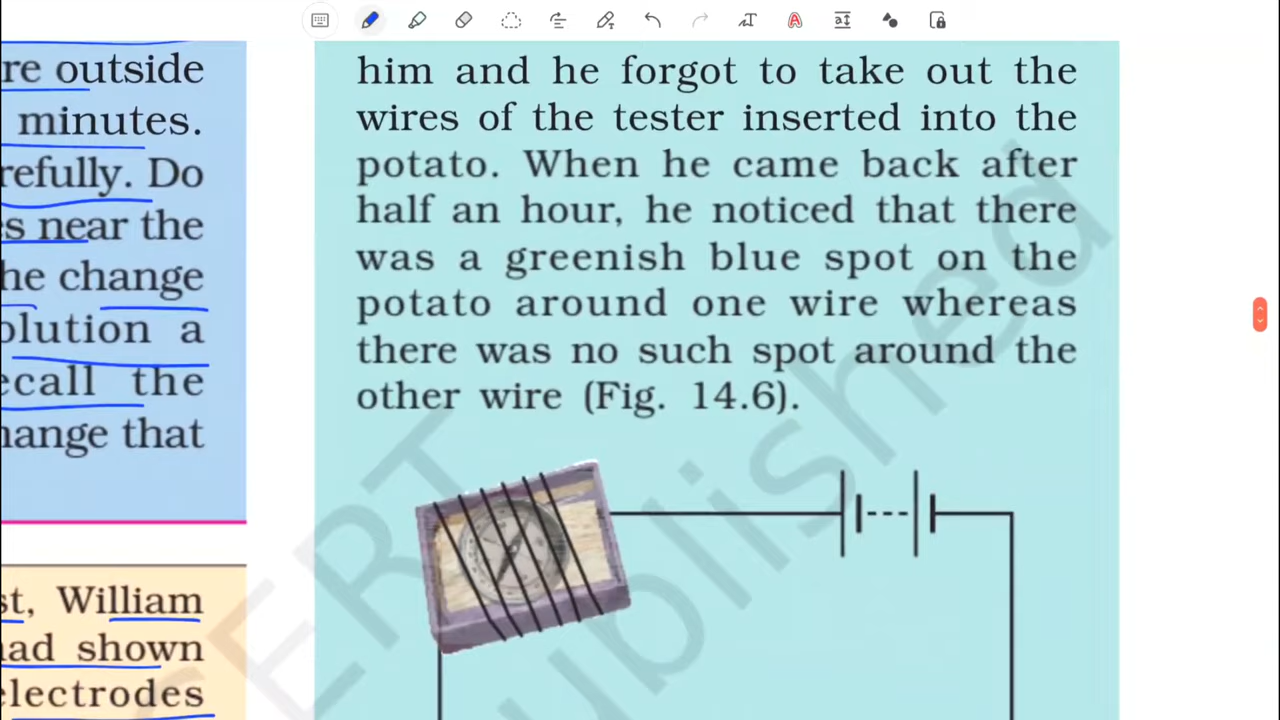 re outside
minutes.
refully. Do
es near the
he change
olution a
ecall the
hange that
st, William
had shown
electrodes
him and he forgot to take out the
wires of the tester inserted into the
potato. When he came back after
half an hour, he noticed that there
was a greenish blue spot on the
potato around one wire whereas
there was no such spot around the
other wire (Fig. 14.6).